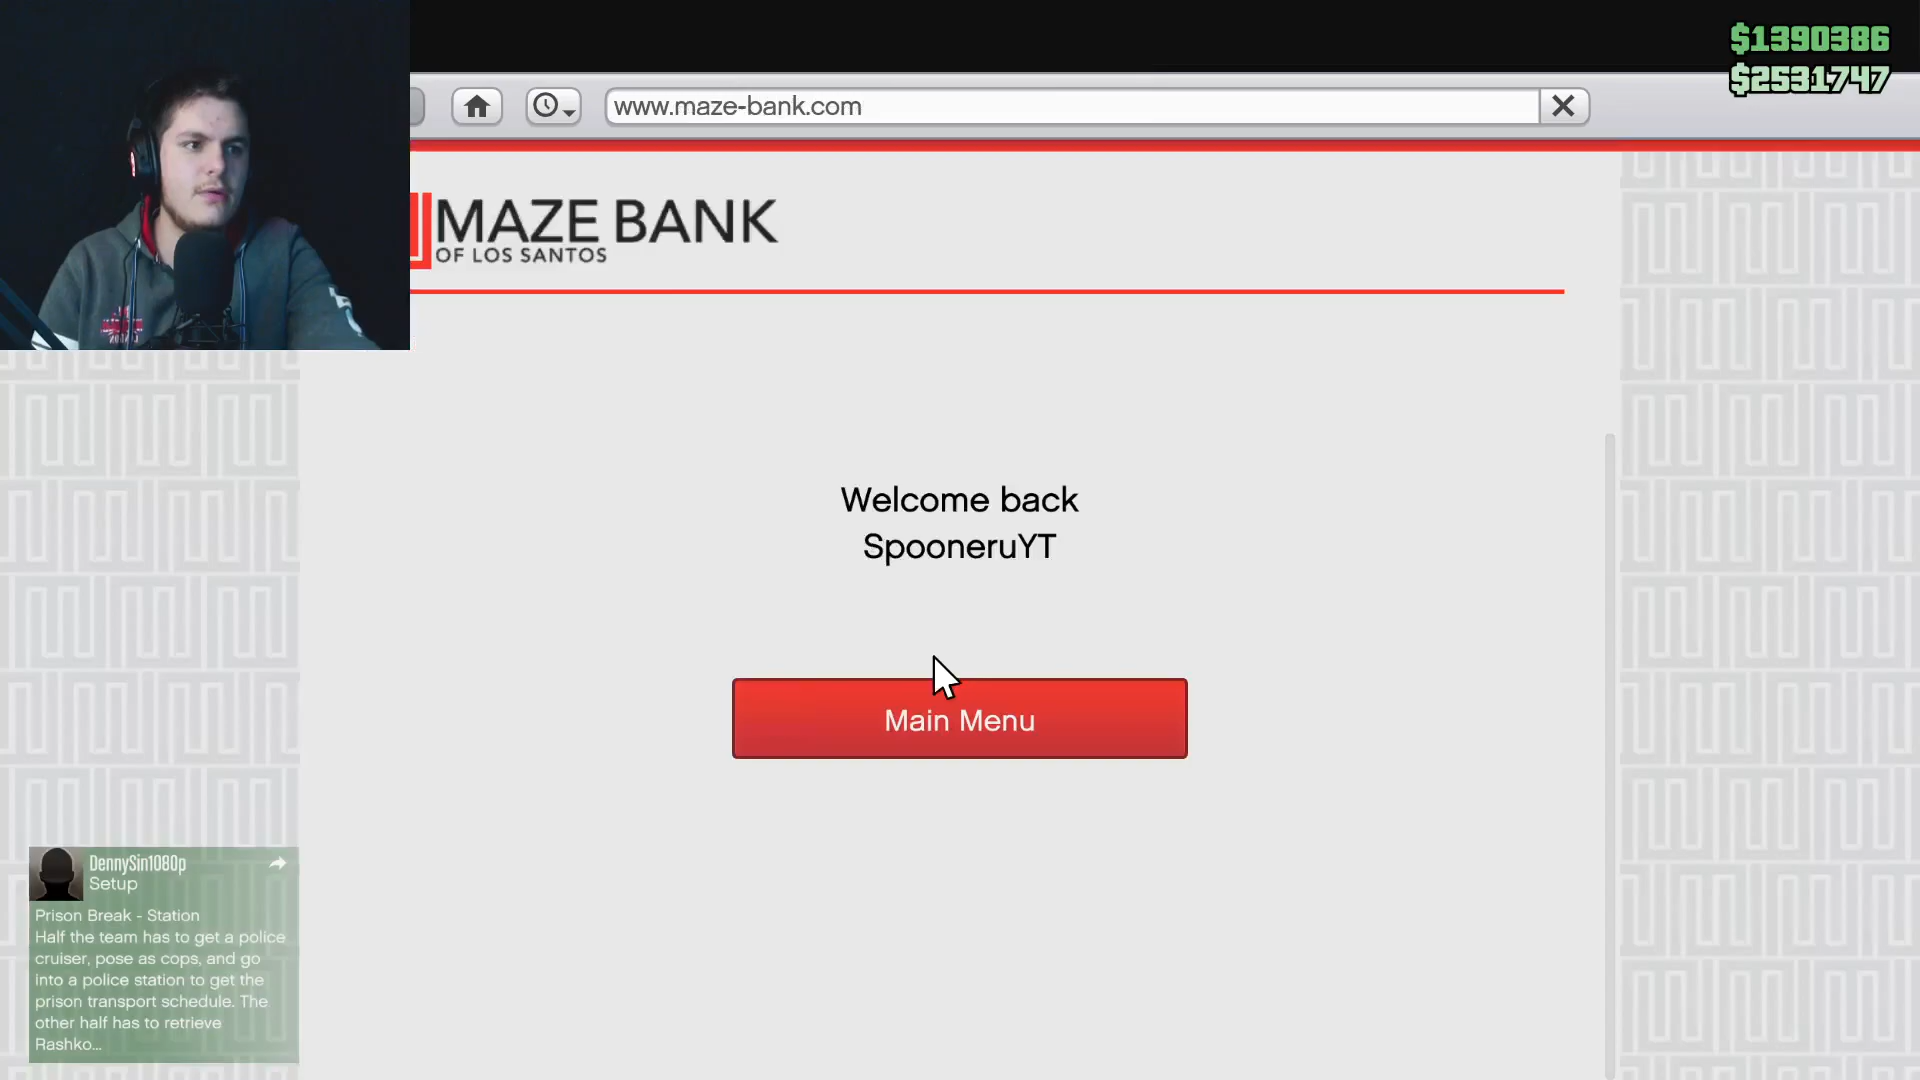 $1390386
$2531747
www.maze-bank.com
MAZE BANK
OF LOS SANTOS
Welcome back
SpooneruYT
Main Menu
DennySin1080p
Setup
Prison Break - Station
Half the team has to get a police
cruiser, pose as cops, and go
into a police station to get the
prison transport schedule. The
other half has to retrieve
Rashko...